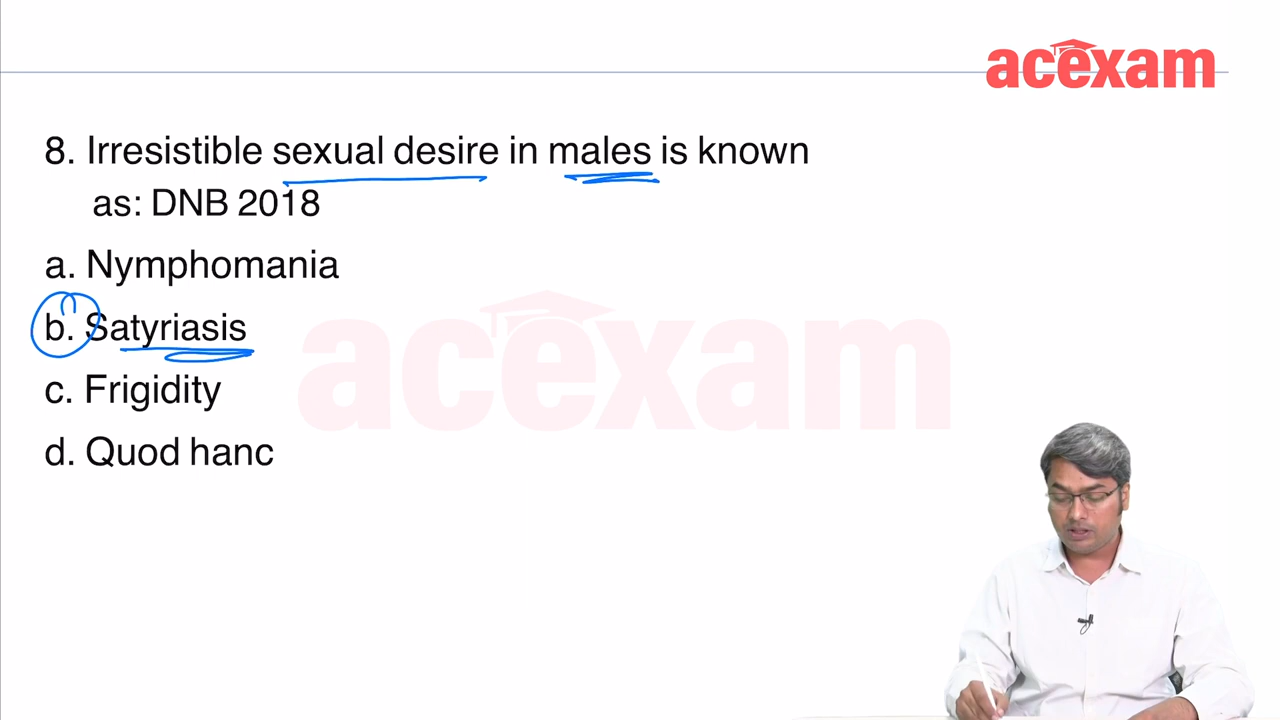 acexam
8. Irresistible sexual desire in males is known
as: DNB 2018
a. Nymphomania
b. Satyriasis
c. Frigidity
d. Quod hanc
acexam